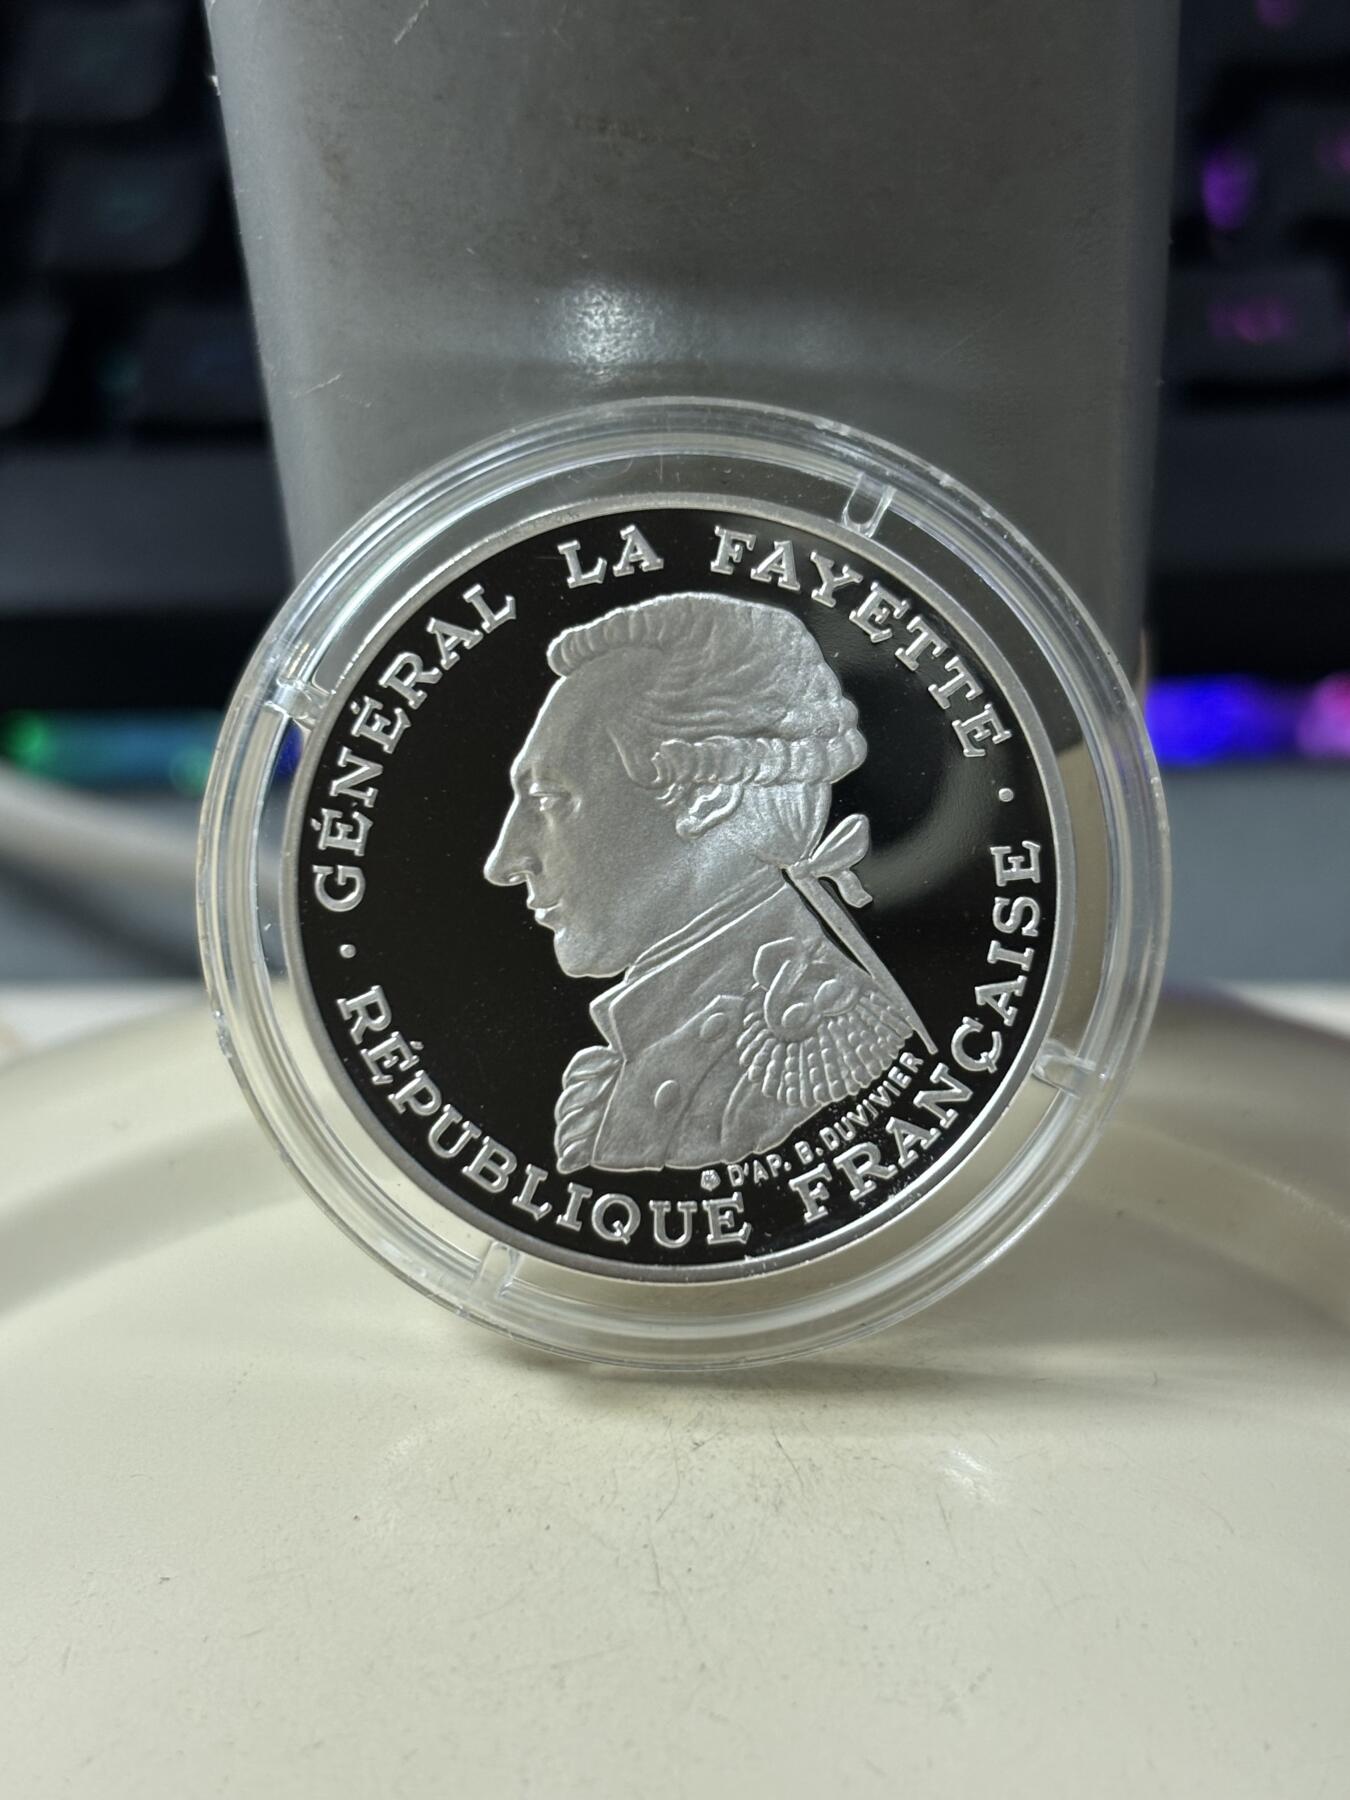 GÉNÉRAL LA FAYETTE
· RÉPUBLIQUE FRANÇAISE ·
D'AP. B. DUVIVIER